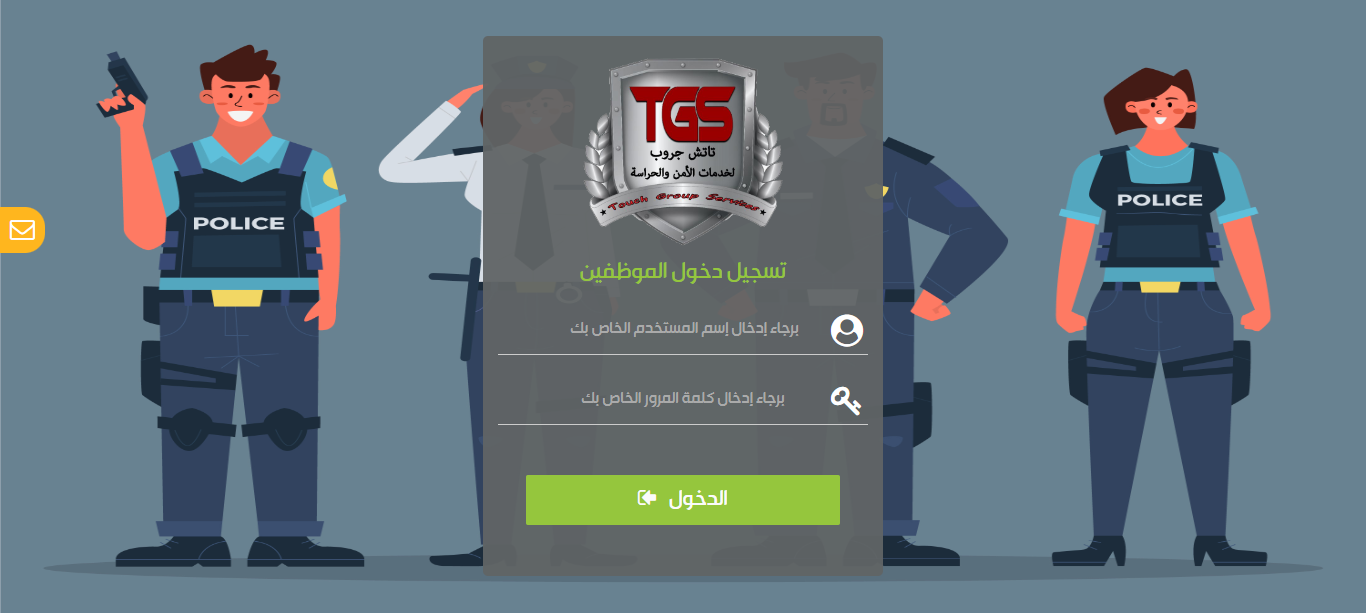 POLICE
TGS
تاتش جروب
لخدمات الأمن والحراسة
Touch Group Services
POLICE
تسجيل دخول الموظفين
برجاء إدخال إسم المستخدم الخاص بك
برجاء إدخال كلمة المرور الخاص بك
الدخول